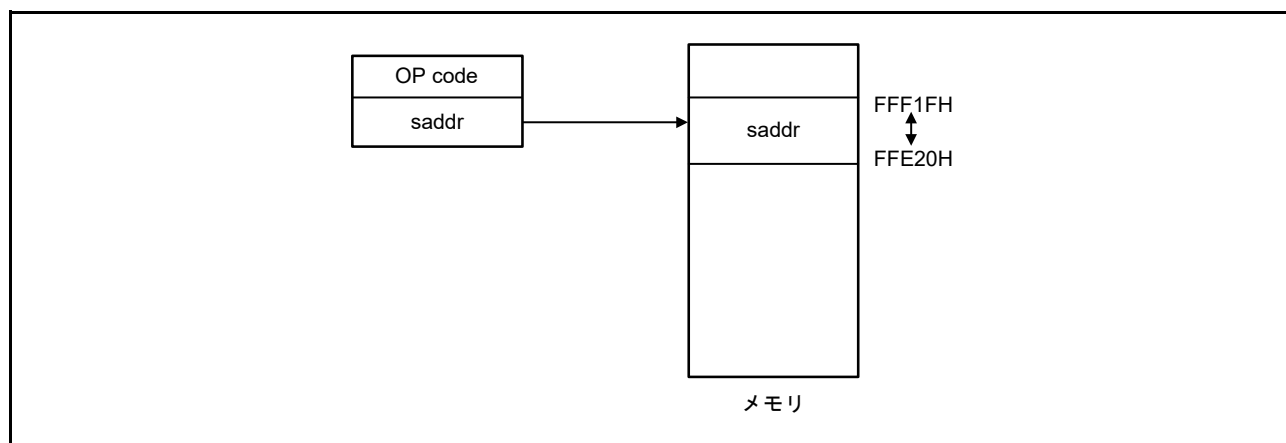 OP code
saddr
saddr
FFF1FH
FFE20H
メモリ